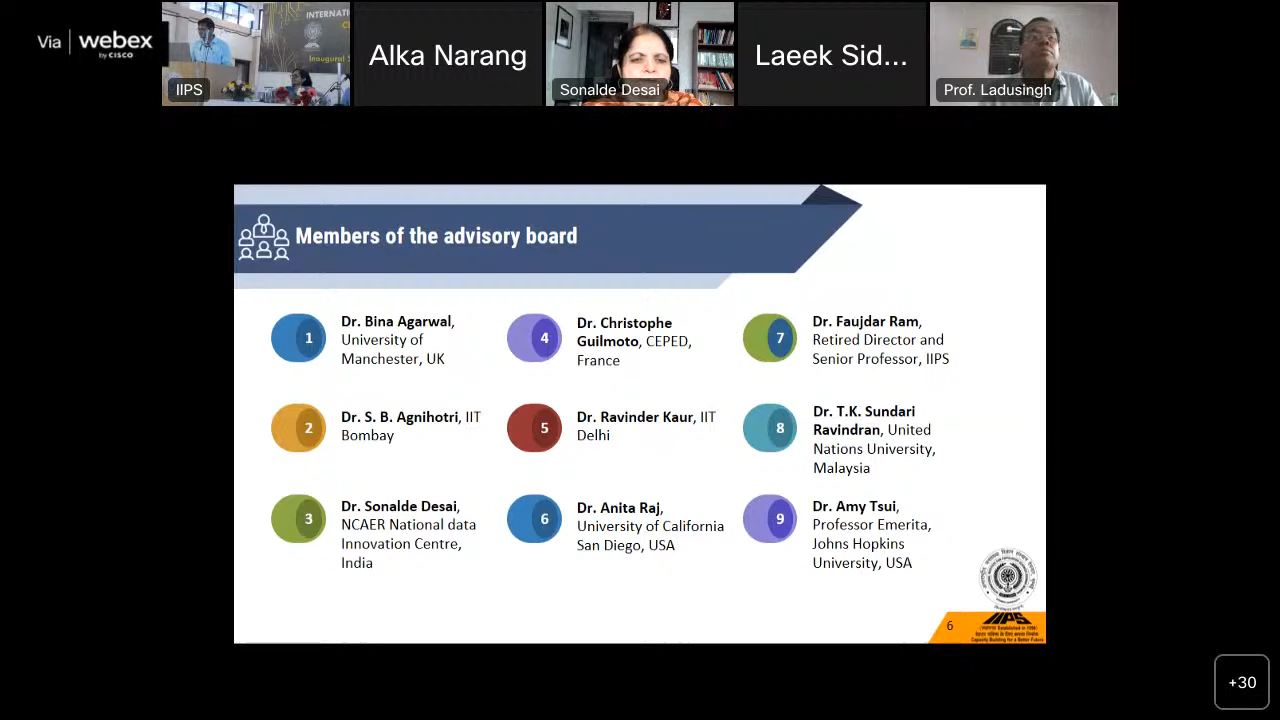 Via webex
by CISCO
INTERNATI
Inaugural S
IIPS
Alka Narang
Sonalde Desai
Laeek Sid...
Prof. Ladusingh
Members of the advisory board
1
Dr. Bina Agarwal,
University of
Manchester, UK
2
Dr. S. B. Agnihotri, IIT
Bombay
3
Dr. Sonalde Desai,
NCAER National data
Innovation Centre,
India
4
Dr. Christophe
Guilmoto, CEPED,
France
5
Dr. Ravinder Kaur, IIT
Delhi
6
Dr. Anita Raj,
University of California
San Diego, USA
7
Dr. Faujdar Ram,
Retired Director and
Senior Professor, IIPS
8
Dr. T.K. Sundari
Ravindran, United
Nations University,
Malaysia
9
Dr. Amy Tsui,
Professor Emerita,
Johns Hopkins
University, USA
6
IIPS
Capacity Building for a Better Future
+30